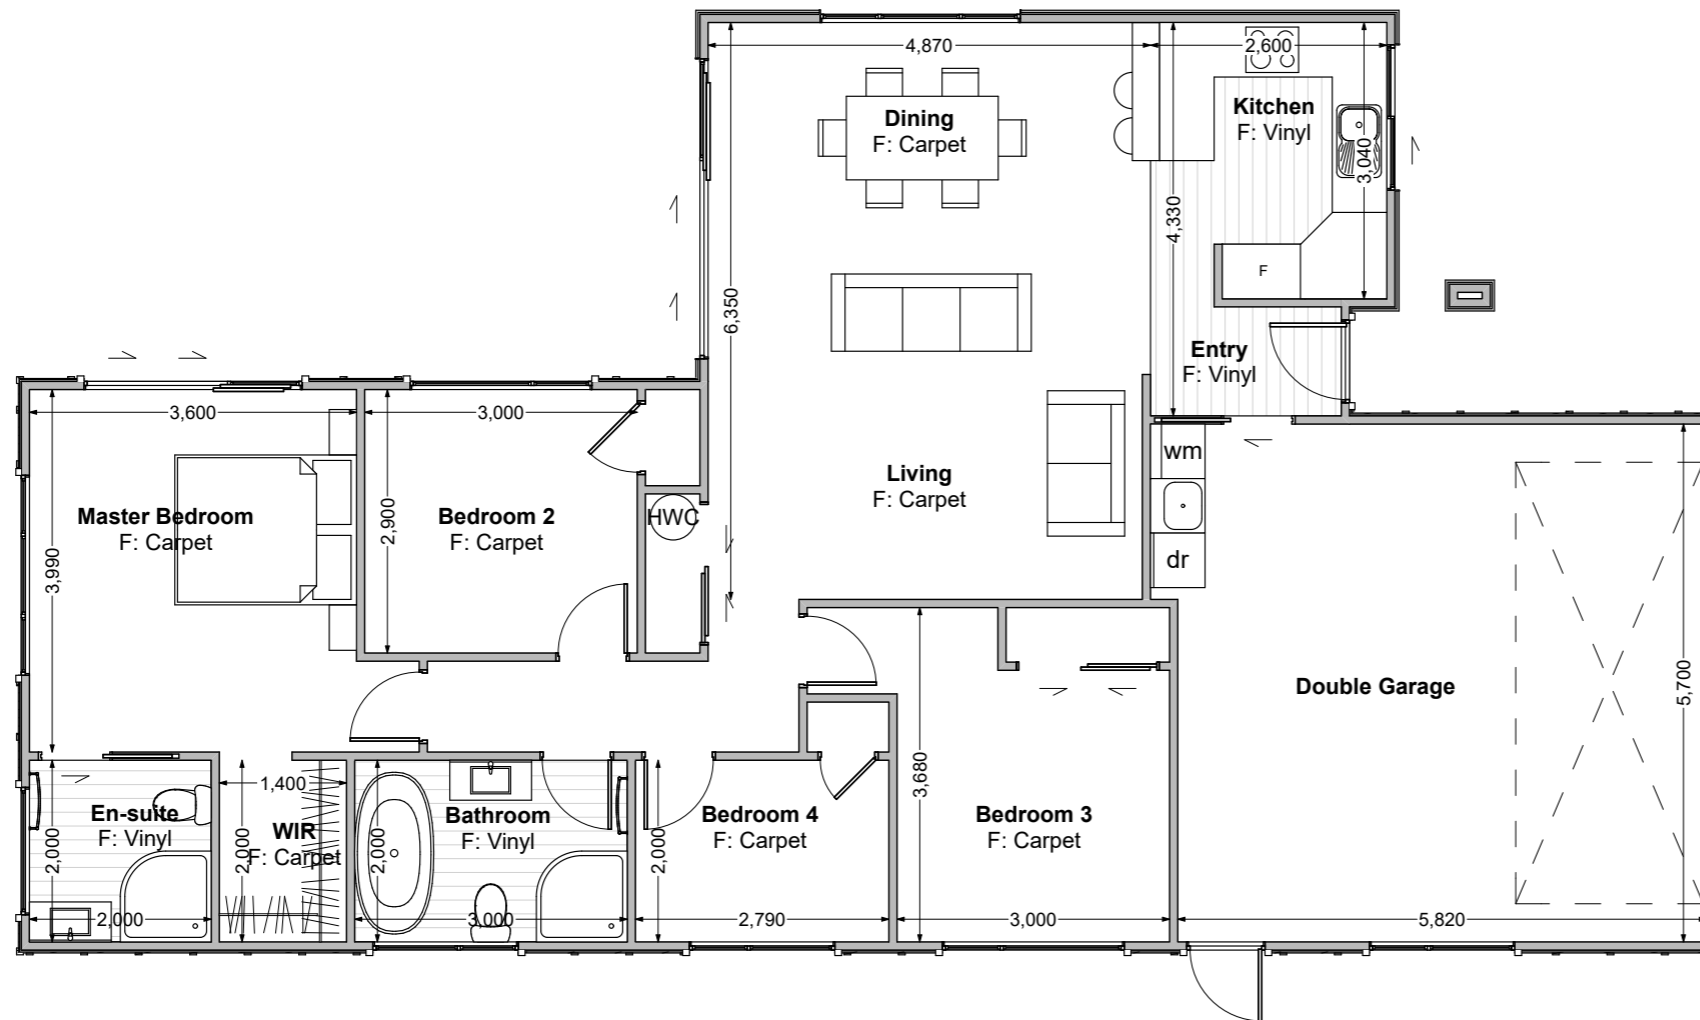 4,870
2,600
Dining
F: Carpet
Kitchen
F: Vinyl
3,040
4,330
6,350
F
Entry
F: Vinyl
3,600
3,000
wm
Living
F: Carpet
Master Bedroom
F: Carpet
Bedroom 2
F: Carpet
2,900
HWC
3,990
dr
Double Garage
5,700
1,400
3,680
En-suite
F: Vinyl
WIR
F: Carpet
Bathroom
F: Vinyl
Bedroom 4
F: Carpet
Bedroom 3
F: Carpet
2,000
2,000
2,000
2,000
2,000
3,000
2,790
3,000
5,820